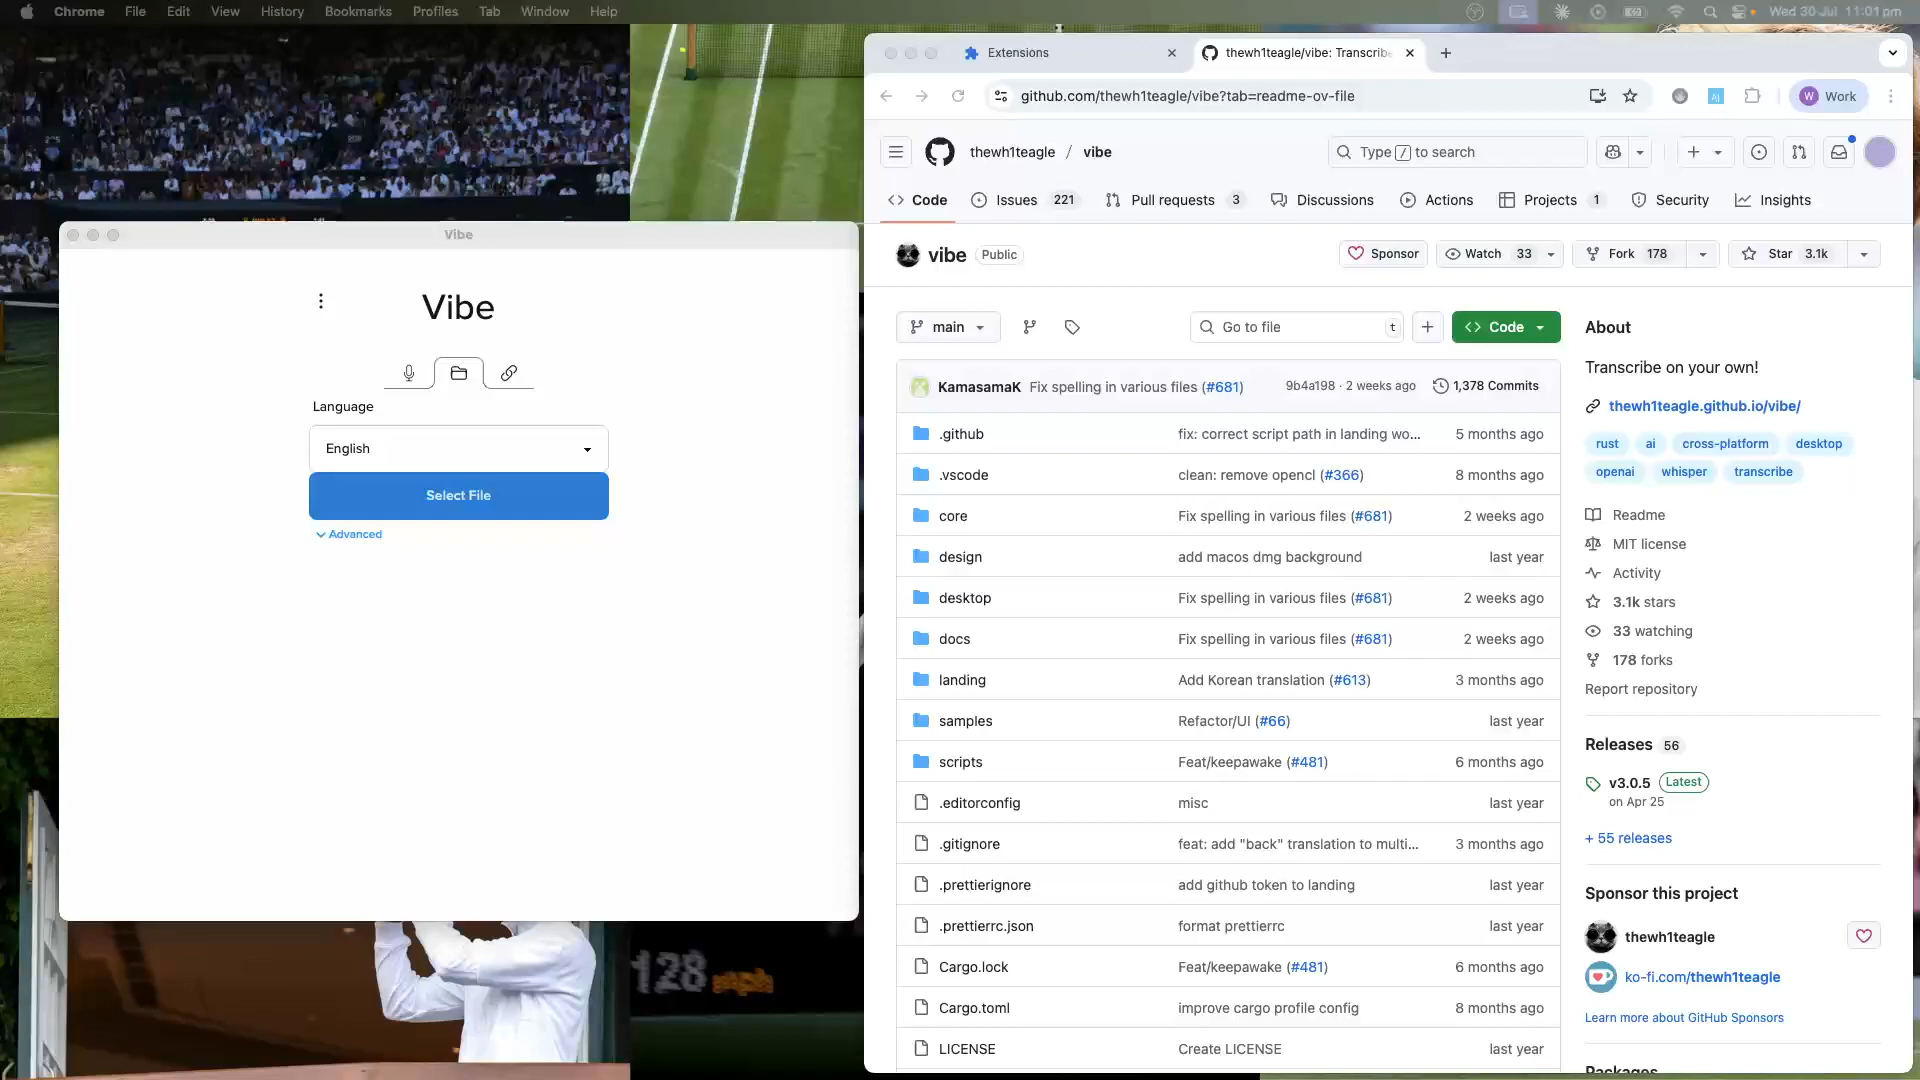 Chrome File Edit View History Bookmarks Profiles Tab Window Help
Wed 30 Jul 11:01 pm
Extensions
thewh1teagle/vibe: Transcribe
github.com/thewh1teagle/vibe?tab=readme-ov-file
Work
thewh1teagle / vibe
Type / to search
Code
Issues 221
Pull requests 3
Discussions
Actions
Projects 1
Security
Insights
vibe Public
Sponsor
Watch 33
Fork 178
Star 3.1k
Vibe
Vibe
Language
English
Select File
Advanced
main
Go to file t
Code
KamasamaK Fix spelling in various files (#681) 9b4a198 · 2 weeks ago 1,378 Commits
.github fix: correct script path in landing wo... 5 months ago
.vscode clean: remove opencl (#366) 8 months ago
core Fix spelling in various files (#681) 2 weeks ago
design add macos dmg background last year
desktop Fix spelling in various files (#681) 2 weeks ago
docs Fix spelling in various files (#681) 2 weeks ago
landing Add Korean translation (#613) 3 months ago
samples Refactor/UI (#66) last year
scripts Feat/keepawake (#481) 6 months ago
.editorconfig misc last year
.gitignore feat: add "back" translation to multi... 3 months ago
.prettierignore add github token to landing last year
.prettierrc.json format prettierrc last year
Cargo.lock Feat/keepawake (#481) 6 months ago
Cargo.toml improve cargo profile config 8 months ago
LICENSE Create LICENSE last year
About
Transcribe on your own!
thewh1teagle.github.io/vibe/
rust ai cross-platform desktop
openai whisper transcribe
Readme
MIT license
Activity
3.1k stars
33 watching
178 forks
Report repository
Releases 56
v3.0.5 Latest
on Apr 25
+ 55 releases
Sponsor this project
thewh1teagle
ko-fi.com/thewh1teagle
Learn more about GitHub Sponsors
Packages
128 mph